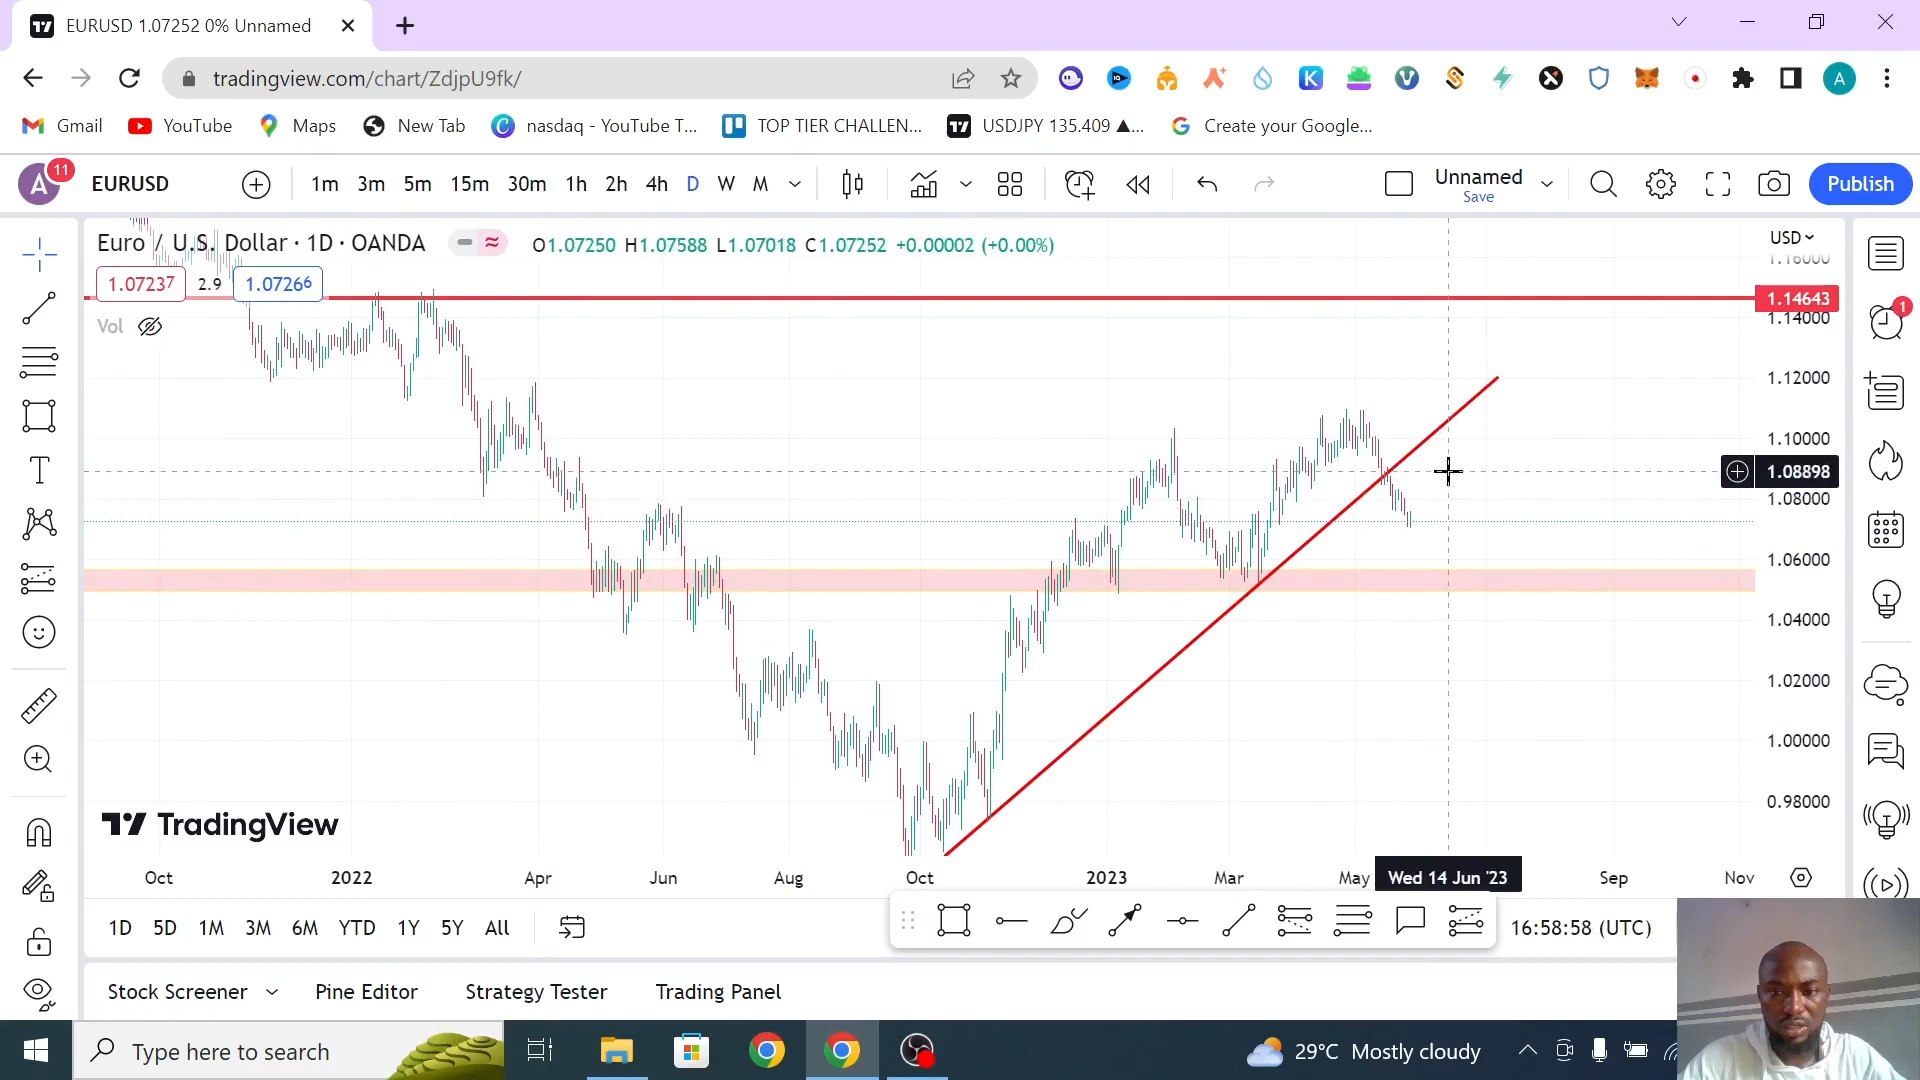 EURUSD 1.07252 0% Unnamed
tradingview.com/chart/ZdjpU9fk/
A
Gmail YouTube Maps New Tab nasdaq - YouTube T... TOP TIER CHALLEN... USDJPY 135.409 ▲... Create your Google...
A 11 EURUSD 1m 3m 5m 15m 30m 1h 2h 4h D W M Unnamed Save Publish
Euro / U.S. Dollar · 1D · OANDA O1.07250 H1.07588 L1.07018 C1.07252 +0.00002 (+0.00%)
USD
1.16000
1.07237 2.9 1.07266
1.14643
Vol
1.14000
1
1.12000
1.10000
1.08898
1.08000
1.06000
1.04000
1.02000
1.00000
0.98000
TradingView
Oct 2022 Apr Jun Aug Oct 2023 Mar May Wed 14 Jun '23 Sep Nov
1D 5D 1M 3M 6M YTD 1Y 5Y All 16:58:58 (UTC)
Stock Screener Pine Editor Strategy Tester Trading Panel
Type here to search 29°C Mostly cloudy